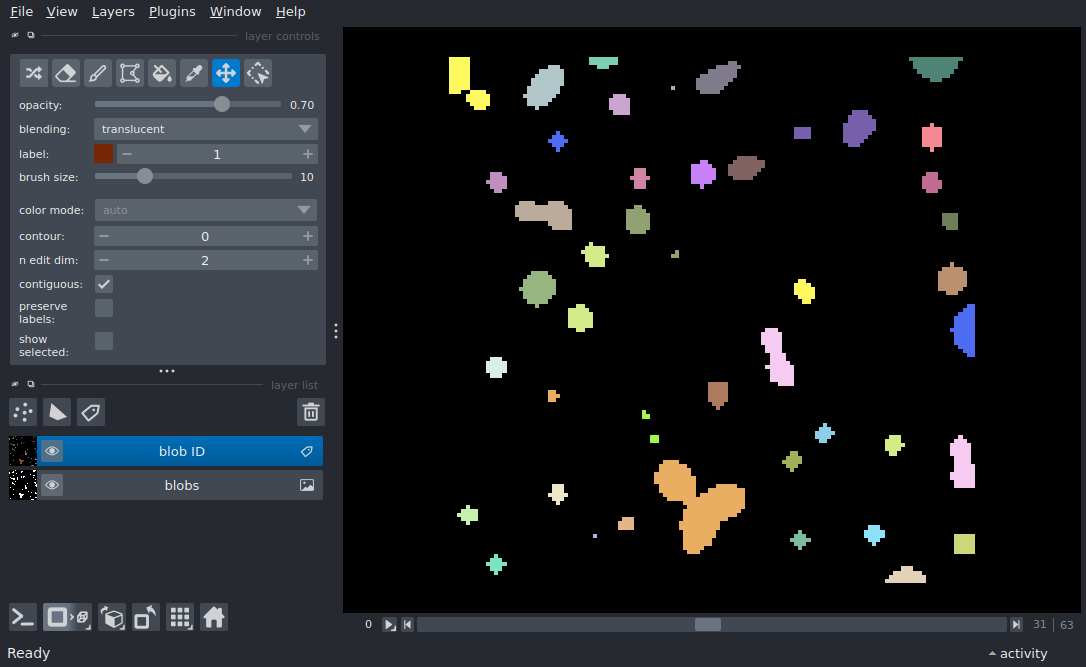 File View Layers Plugins Window Help
layer controls
opacity: 0.70
blending: translucent
label: 1
brush size: 10
color mode: auto
contour: 0
n edit dim: 2
contiguous:
preserve
labels:
show
selected:
layer list
blob ID
blobs
0 31 63
Ready activity